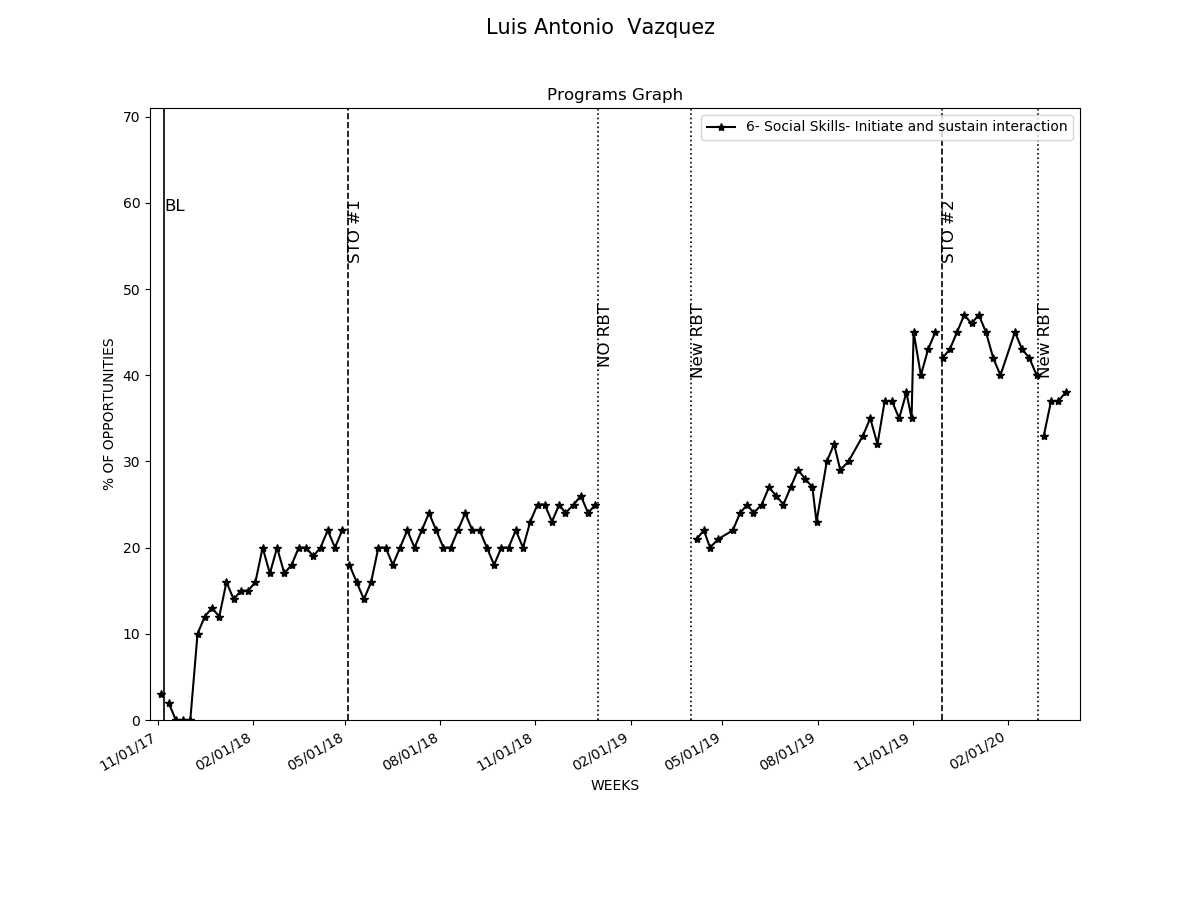 Luis Antonio  Vazquez
Programs Graph
6- Social Skills- Initiate and sustain interaction
70
60
50
40
30
20
10
0
% OF OPPORTUNITIES
BL
STO #1
NO RBT
New RBT
STO #2
New RBT
11/01/17
02/01/18
05/01/18
08/01/18
11/01/18
02/01/19
05/01/19
08/01/19
11/01/19
02/01/20
WEEKS